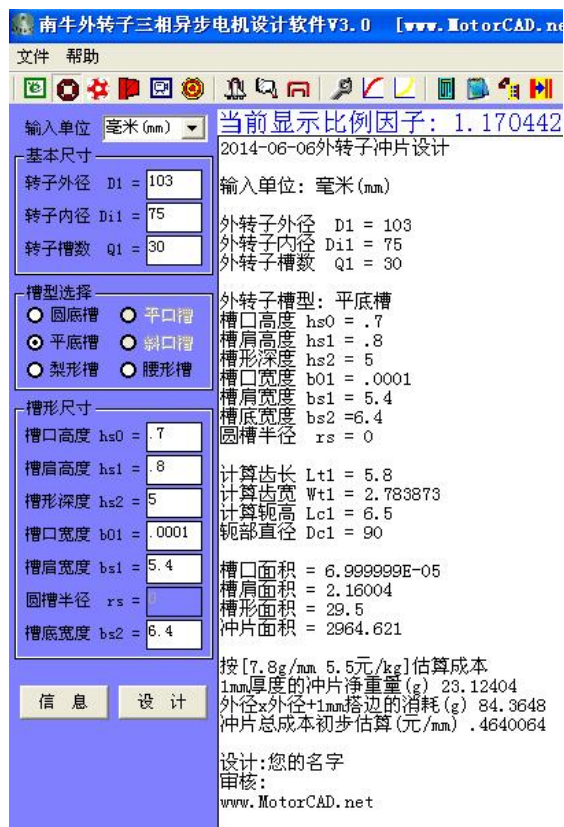 南牛外转子三相异步电机设计软件V3.0 [www.MotorCAD.ne
文件 帮助
输入单位 毫米(mm)
基本尺寸
转子外径 D1 = 103
转子内径 Di1 = 75
转子槽数 Q1 = 30
槽型选择
圆底槽 平口槽
平底槽 斜口槽
梨形槽 腰形槽
槽形尺寸
槽口高度 hs0 = .7
槽肩高度 hs1 = .8
槽形深度 hs2 = 5
槽口宽度 b01 = .0001
槽肩宽度 bs1 = 5.4
圆槽半径 rs = 0
槽底宽度 bs2 = 6.4
信 息 设 计
当前显示比例因子: 1.170442
2014-06-06外转子冲片设计
输入单位: 毫米(mm)
外转子外径 D1 = 103
外转子内径 Di1 = 75
外转子槽数 Q1 = 30
外转子槽型: 平底槽
槽口高度 hs0 = .7
槽肩高度 hs1 = .8
槽形深度 hs2 = 5
槽口宽度 b01 = .0001
槽肩宽度 bs1 = 5.4
槽底宽度 bs2 =6.4
圆槽半径 rs = 0
计算齿长 Lt1 = 5.8
计算齿宽 Wt1 = 2.783873
计算轭高 Lc1 = 6.5
轭部直径 Dc1 = 90
槽口面积 = 6.999999E-05
槽肩面积 = 2.16004
槽形面积 = 29.5
冲片面积 = 2964.621
按[7.8g/mm 5.5元/kg]估算成本
1mm厚度的冲片净重量(g) 23.12404
外径x外径+1mm搭边的消耗(g) 84.3648
冲片总成本初步估算(元/mm) .4640064
设计:您的名字
审核:
www.MotorCAD.net